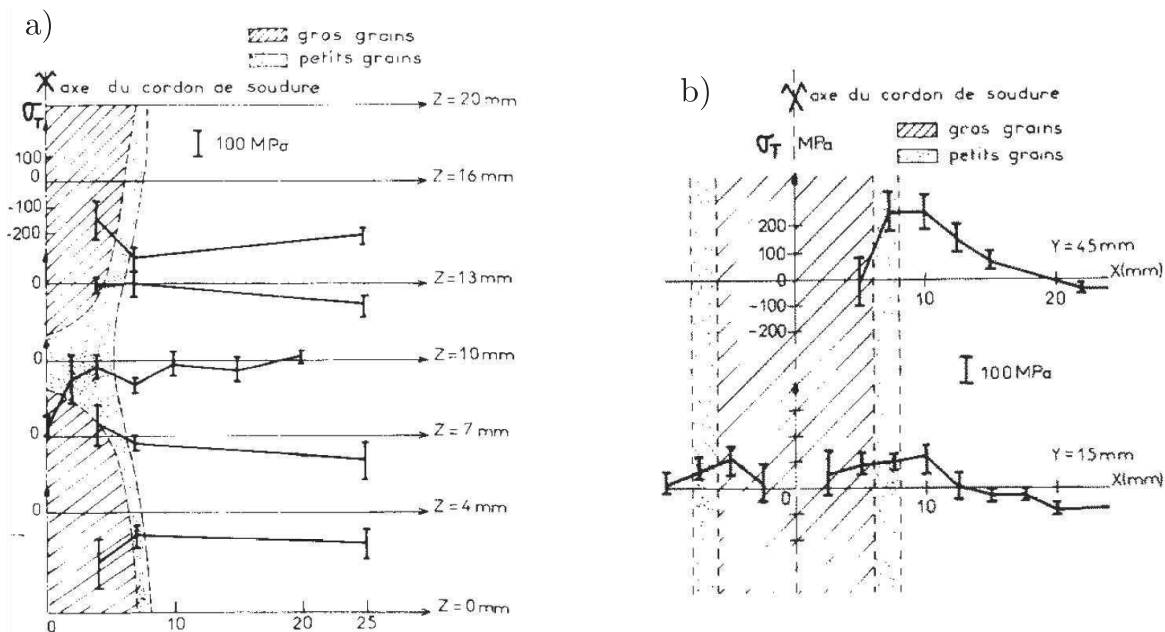 a)
gros grains
petits grains
axe du cordon de soudure
σT
Z = 20 mm
100 MPa
100
0
Z = 16 mm
-100
-200
0
Z = 13 mm
0
Z = 10 mm
0
Z = 7 mm
0
Z = 4 mm
Z = 0 mm
0
10
20
25
b)
axe du cordon de soudure
gros grains
petits grains
σT MPa
200
100
0
-100
-200
Y = 45 mm
X(mm)
10
20
100 MPa
Y = 15 mm
X(mm)
0
10
20